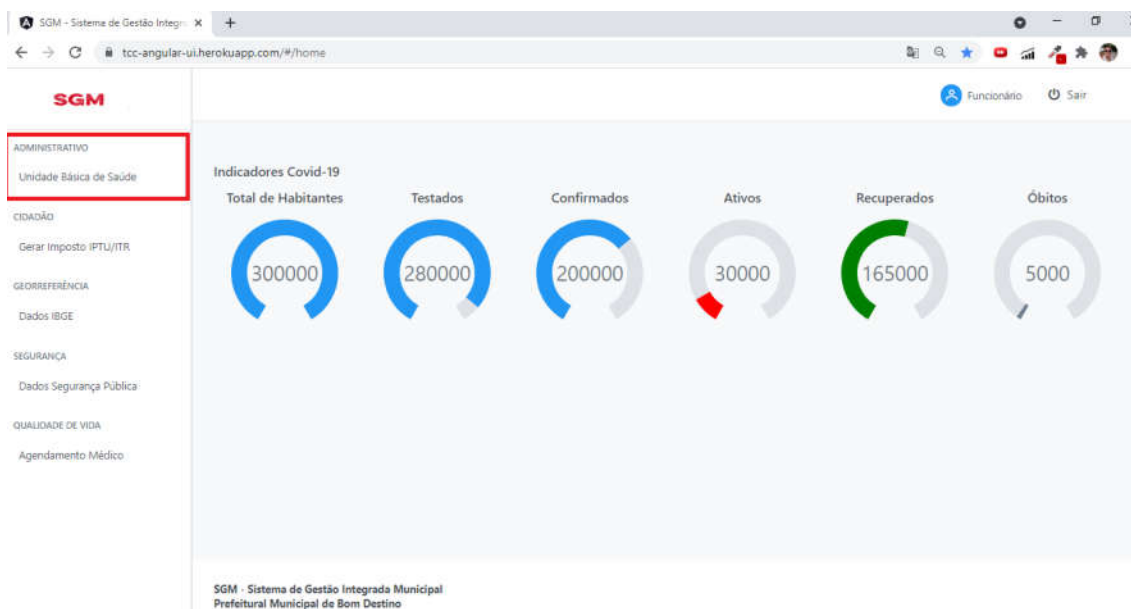 SGM - Sistema de Gestão Integra
tcc-angular-ui.herokuapp.com/#/home
SGM
Funcionário
Sair
ADMINISTRATIVO
Unidade Básica de Saúde
CIDADÃO
Gerar Imposto IPTU/ITR
GEORREFERÊNCIA
Dados IBGE
SEGURANÇA
Dados Segurança Pública
QUALIDADE DE VIDA
Agendamento Médico
Indicadores Covid-19
Total de Habitantes Testados Confirmados Ativos Recuperados Óbitos
300000 280000 200000 30000 165000 5000
SGM - Sistema de Gestão Integrada Municipal
Prefeitural Municipal de Bom Destino